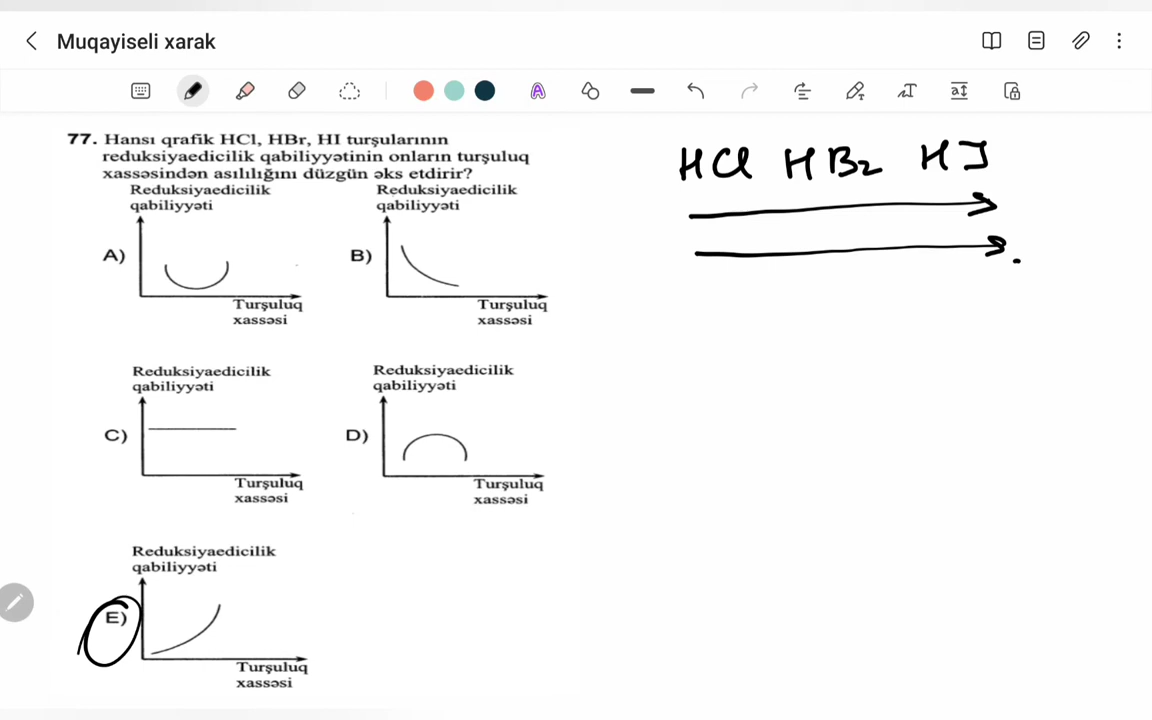 Muqayiseli xarak
77. Hansı qrafik HCl, HBr, HI turşularının
reduksiyaedicilik qabiliyyətinin onların turşuluq
xassəsindən asılılığını düzgün əks etdirir?
Reduksiyaedicilik
qabiliyyəti
A)
Turşuluq
xassəsi
Reduksiyaedicilik
qabiliyyəti
B)
Turşuluq
xassəsi
Reduksiyaedicilik
qabiliyyəti
C)
Turşuluq
xassəsi
Reduksiyaedicilik
qabiliyyəti
D)
Turşuluq
xassəsi
Reduksiyaedicilik
qabiliyyəti
E)
Turşuluq
xassəsi
HCl HBr HJ